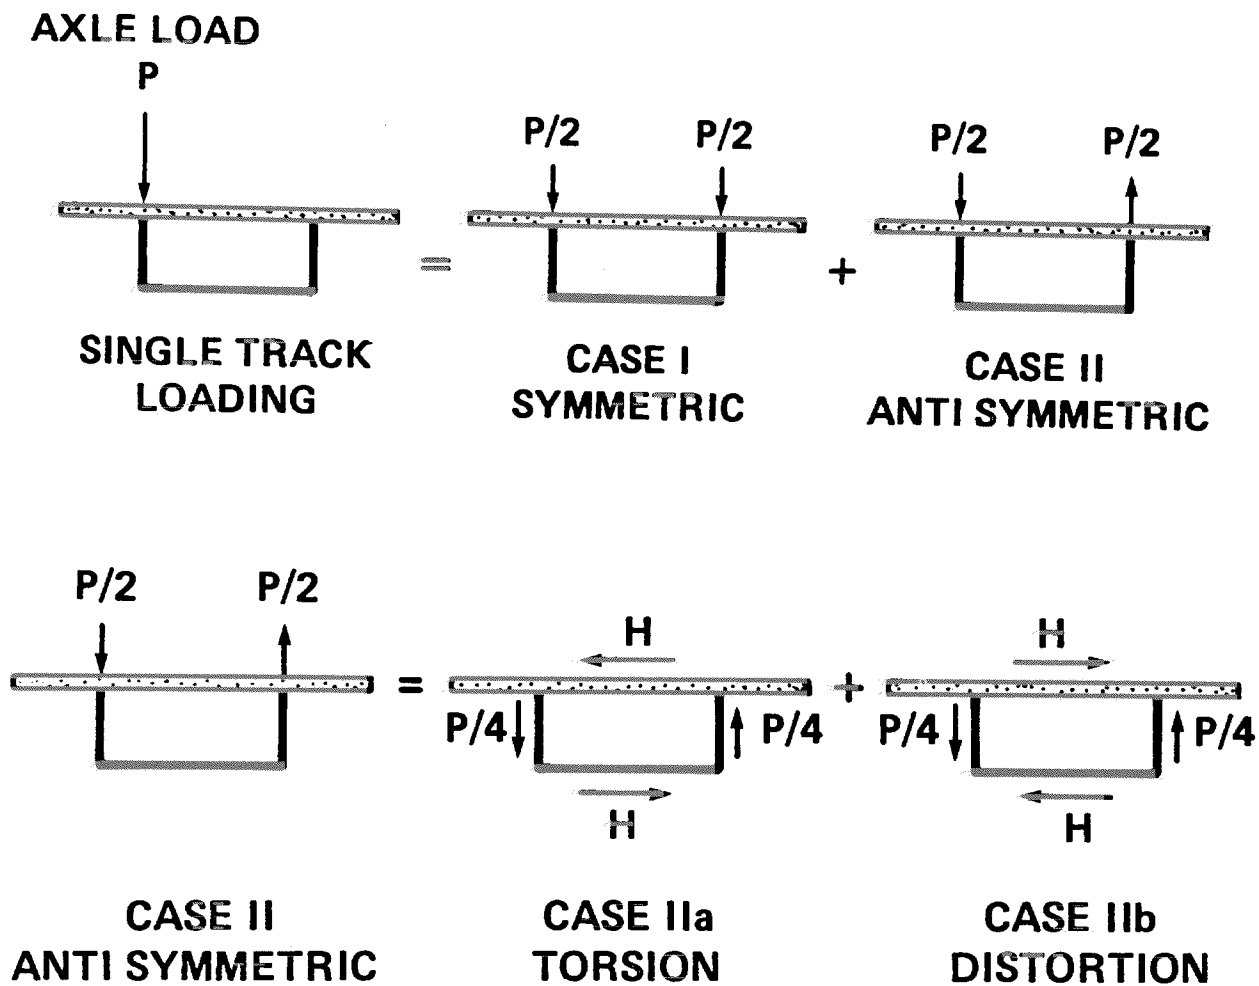 AXLE LOAD
P
P/2 P/2
P/2 P/2
=
+
SINGLE TRACK
LOADING
CASE I
SYMMETRIC
CASE II
ANTI SYMMETRIC
P/2 P/2
H
H
=
+
P/4 P/4
P/4 P/4
H
H
CASE II
ANTI SYMMETRIC
CASE IIa
TORSION
CASE IIb
DISTORTION